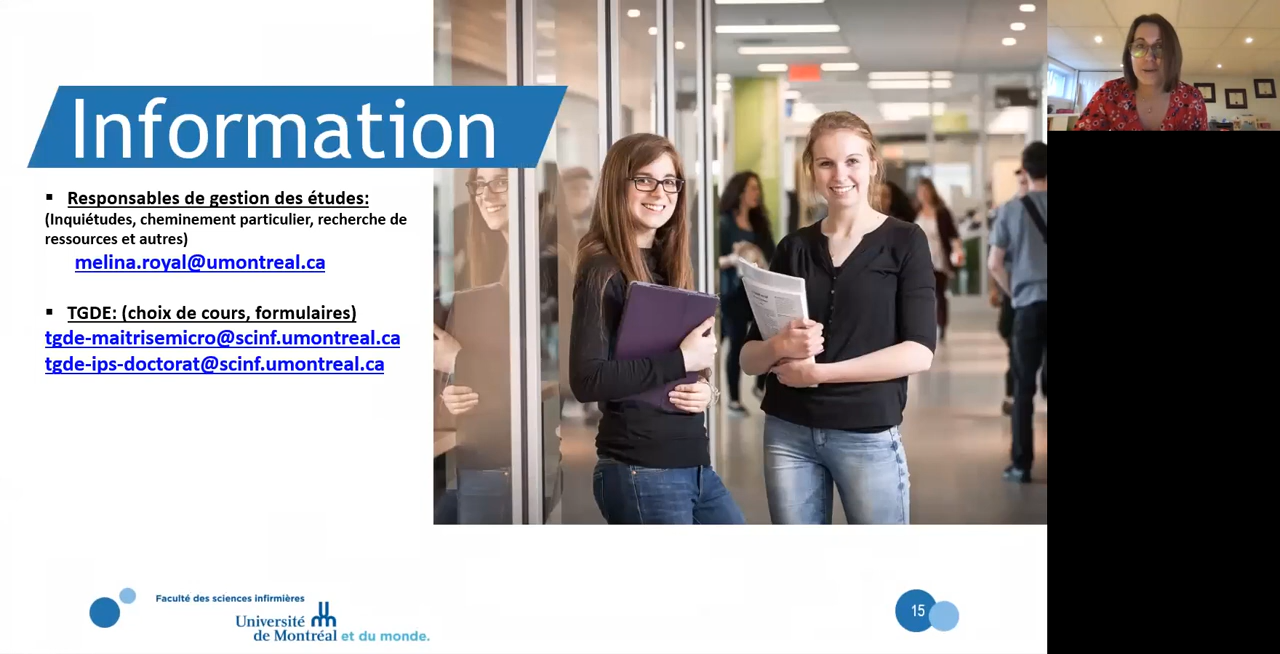 Information
▪ Responsables de gestion des études:
(Inquiétudes, cheminement particulier, recherche de
ressources et autres)
melina.royal@umontreal.ca
▪ TGDE: (choix de cours, formulaires)
tgde-maitrisemicro@scinf.umontreal.ca
tgde-ips-doctorat@scinf.umontreal.ca
Faculté des sciences infirmières
Université
de Montréal et du monde.
15